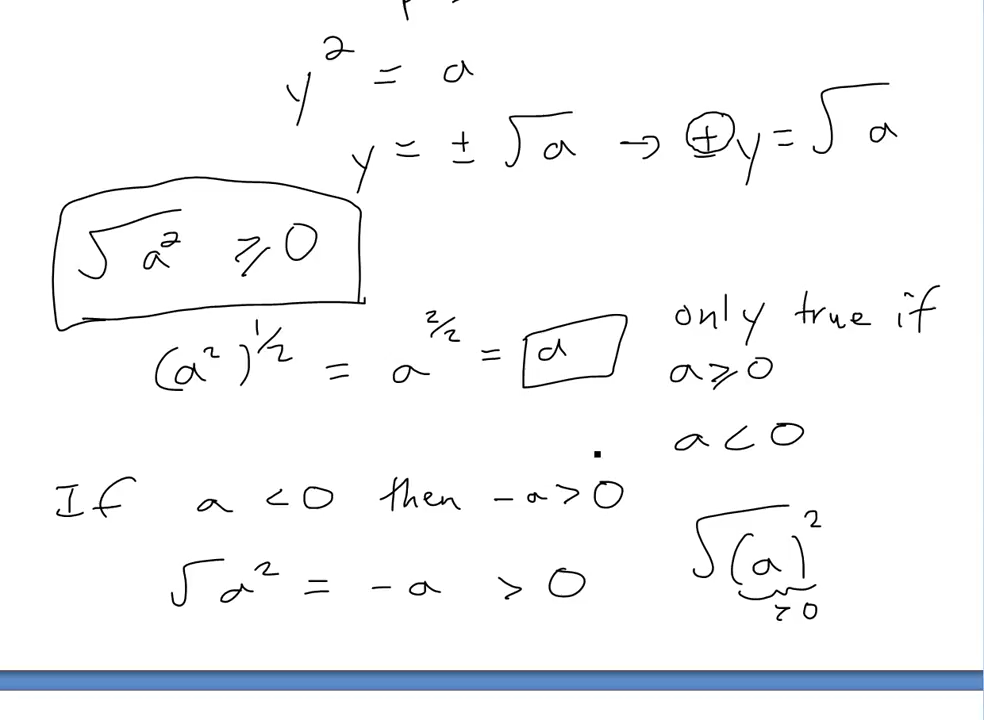 y² = a
y = ± √a → ± y = √a
√a² ⩾ 0
(a²)^1/2 = a^2/2 = a only true if
a ⩾ 0
a < 0
If a < 0 then -a > 0
√a² = -a > 0 √(a)²
> 0